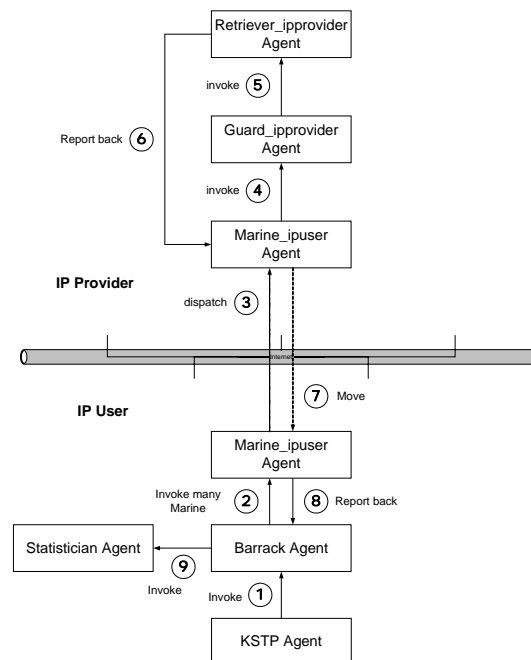 Retriever_ipprovider
Agent
invoke 5
Report back 6
Guard_ipprovider
Agent
invoke 4
Marine_ipuser
Agent
IP Provider
dispatch 3
Internet
7 Move
IP User
Marine_ipuser
Agent
Invoke many
Marine
2
8 Report back
Statistician Agent
Barrack Agent
9
Invoke
Invoke 1
KSTP Agent